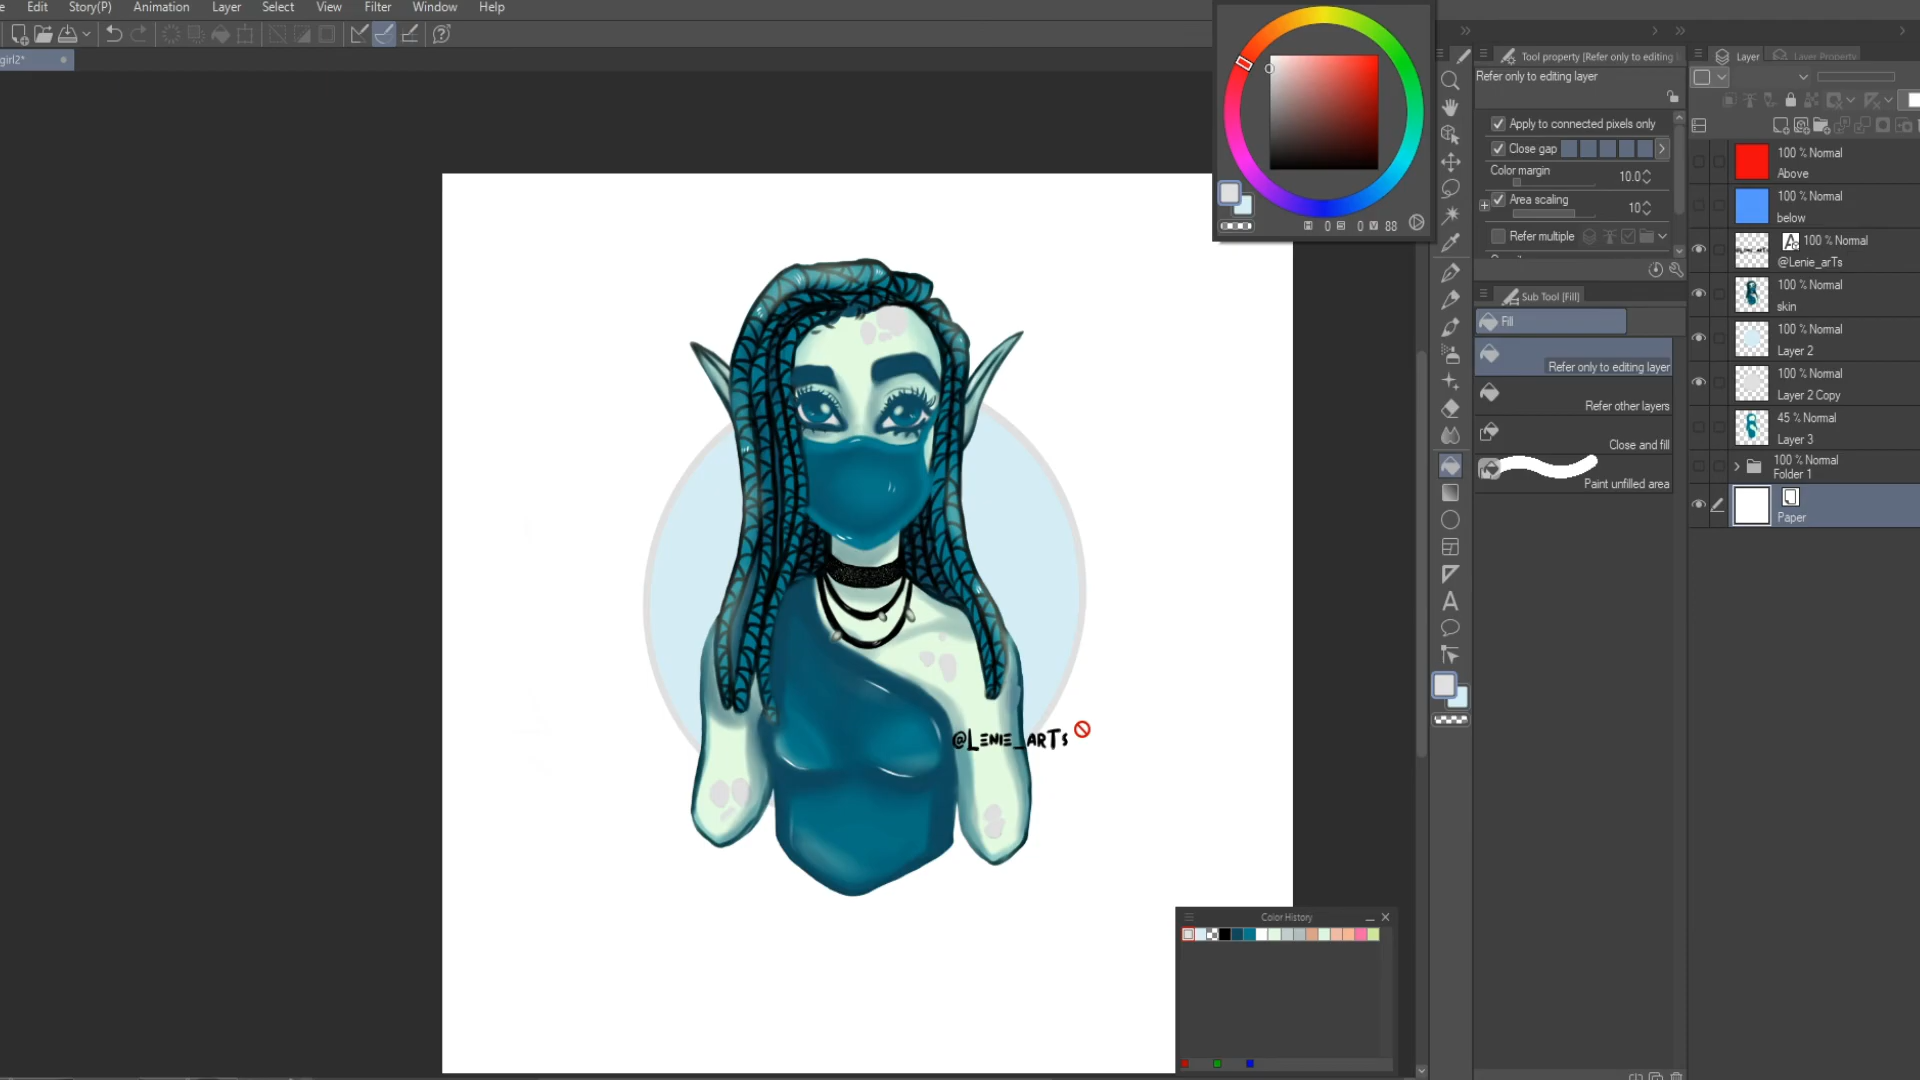 Edit Story(P) Animation Layer Select View Filter Window Help
girl2*
Tool property [Refer only to editing
Refer only to editing layer
Apply to connected pixels only
Close gap
Color margin 10.0
Area scaling 10
Refer multiple
Sub Tool [Fill]
Fill
Refer only to editing layer
Refer other layers
Close and fill
Paint unfilled area
Layer Layer Property
100 % Normal
Above
100 % Normal
below
100 % Normal
@Lenie_arTs
100 % Normal
skin
100 % Normal
Layer 2
100 % Normal
Layer 2 Copy
45 % Normal
Layer 3
100 % Normal
Folder 1
Paper
H 0 S 0 V 88
@Lenie_arTs
Color History